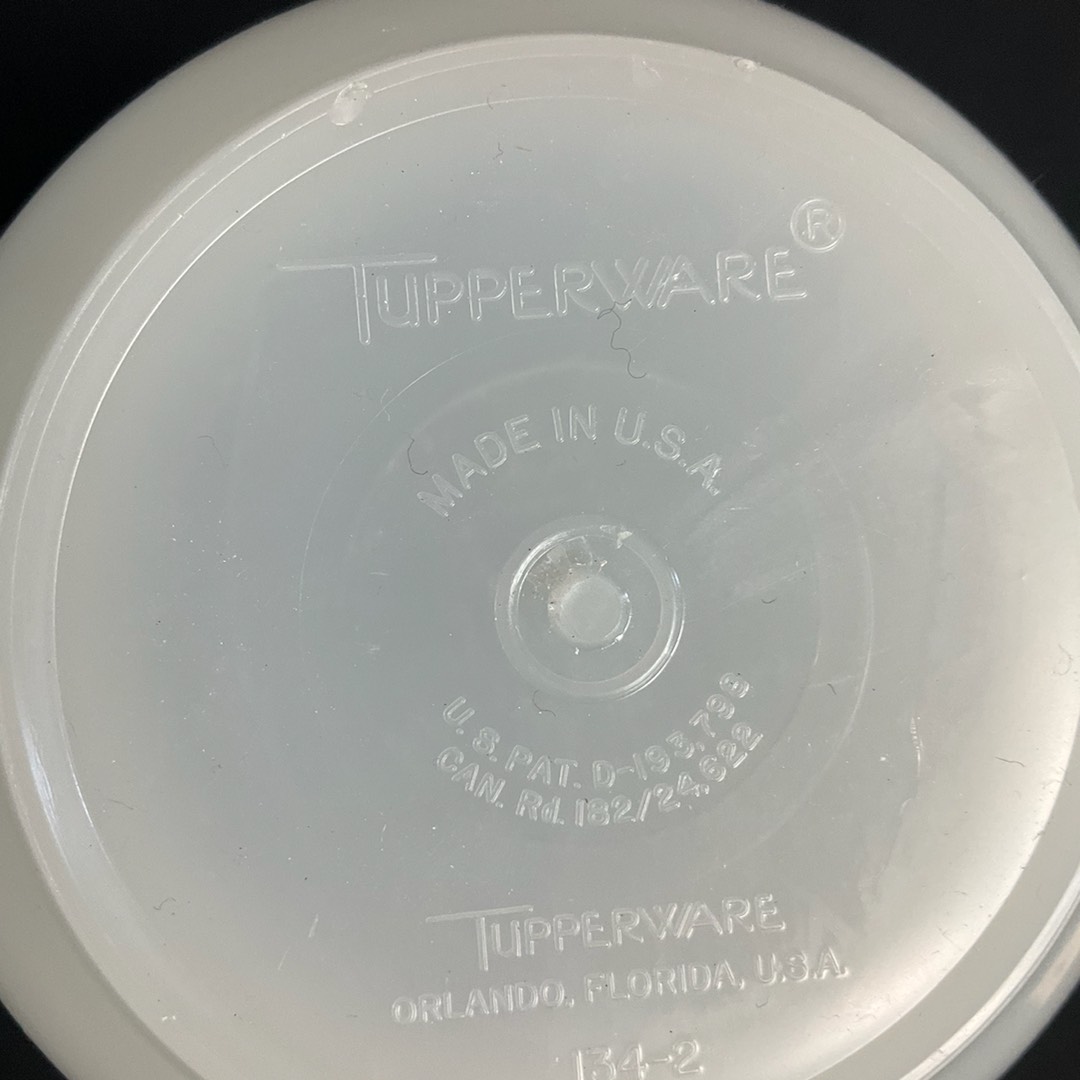 TUPPERWARE®
MADE IN U.S.A.
U.S. PAT. D-193,798
CAN. Rd. 182/24,622
TUPPERWARE
ORLANDO, FLORIDA, U.S.A.
134-2